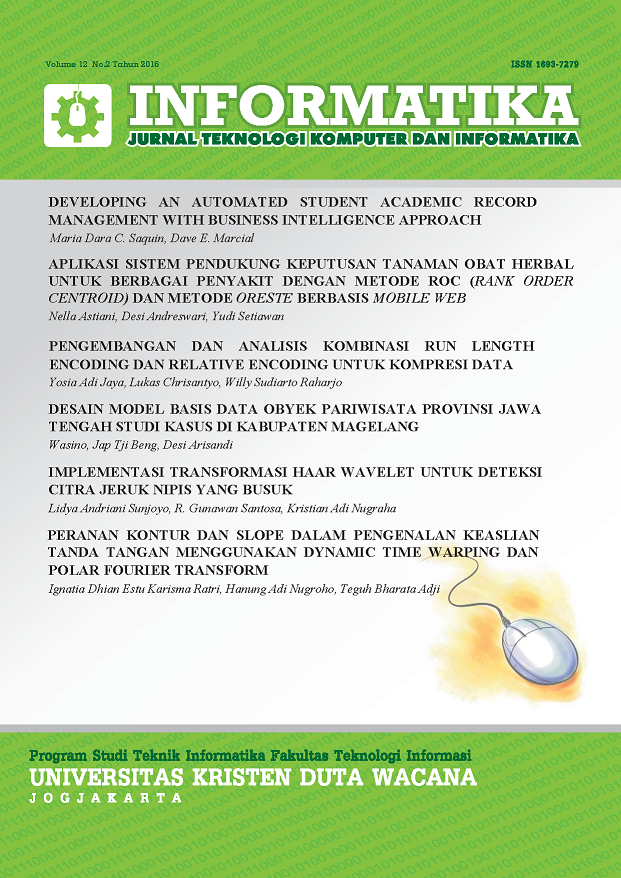 Volume 12 No.2 Tahun 2016
ISSN 1693-7279
INFORMATIKA
JURNAL TEKNOLOGI KOMPUTER DAN INFORMATIKA
DEVELOPING AN AUTOMATED STUDENT ACADEMIC RECORD
MANAGEMENT WITH BUSINESS INTELLIGENCE APPROACH
Maria Dara C. Saquin, Dave E. Marcial
APLIKASI SISTEM PENDUKUNG KEPUTUSAN TANAMAN OBAT HERBAL
UNTUK BERBAGAI PENYAKIT DENGAN METODE ROC (RANK ORDER
CENTROID) DAN METODE ORESTE BERBASIS MOBILE WEB
Nella Astiani, Desi Andreswari, Yudi Setiawan
PENGEMBANGAN DAN ANALISIS KOMBINASI RUN LENGTH
ENCODING DAN RELATIVE ENCODING UNTUK KOMPRESI DATA
Yosia Adi Jaya, Lukas Chrisantyo, Willy Sudiarto Raharjo
DESAIN MODEL BASIS DATA OBYEK PARIWISATA PROVINSI JAWA
TENGAH STUDI KASUS DI KABUPATEN MAGELANG
Wasino, Jap Tji Beng, Desi Arisandi
IMPLEMENTASI TRANSFORMASI HAAR WAVELET UNTUK DETEKSI
CITRA JERUK NIPIS YANG BUSUK
Lidya Andriani Sunjoyo, R. Gunawan Santosa, Kristian Adi Nugraha
PERANAN KONTUR DAN SLOPE DALAM PENGENALAN KEASLIAN
TANDA TANGAN MENGGUNAKAN DYNAMIC TIME WARPING DAN
POLAR FOURIER TRANSFORM
Ignatia Dhian Estu Karisma Ratri, Hanung Adi Nugroho, Teguh Bharata Adji
Program Studi Teknik Informatika Fakultas Teknologi Informasi
UNIVERSITAS KRISTEN DUTA WACANA
JOGJAKARTA